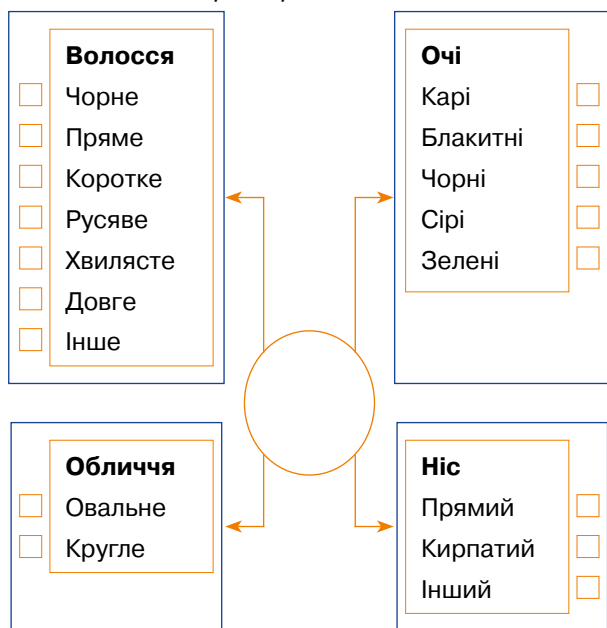 Волосся
Чорне
Пряме
Коротке
Русяве
Хвилясте
Довге
Інше
Очі
Карі
Блакитні
Чорні
Сірі
Зелені
Обличчя
Овальне
Кругле
Ніс
Прямий
Кирпатий
Інший